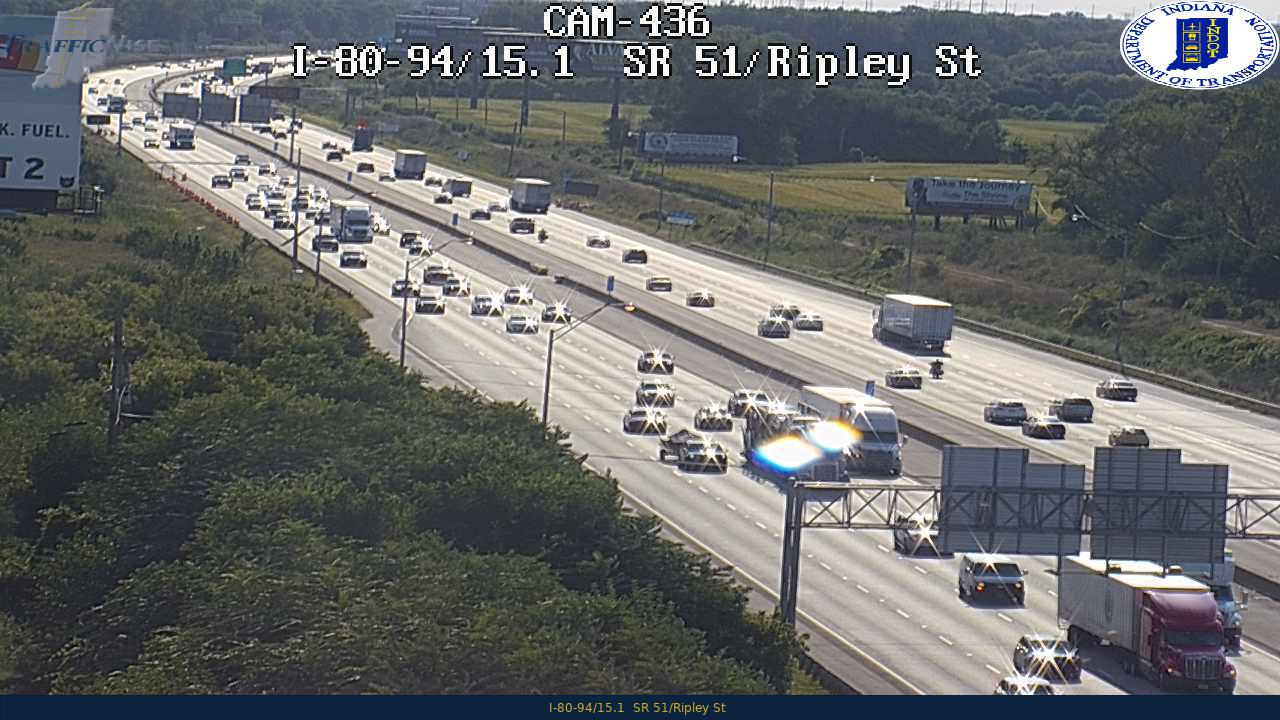 CAM-436
I-80-94/15.1 SR 51/Ripley St
TRAFFICWISE
INDIANA
DEPARTMENT OF TRANSPORTATION
INDOT
K. FUEL.
T 2
Take the Journey
I-80-94/15.1 SR 51/Ripley St